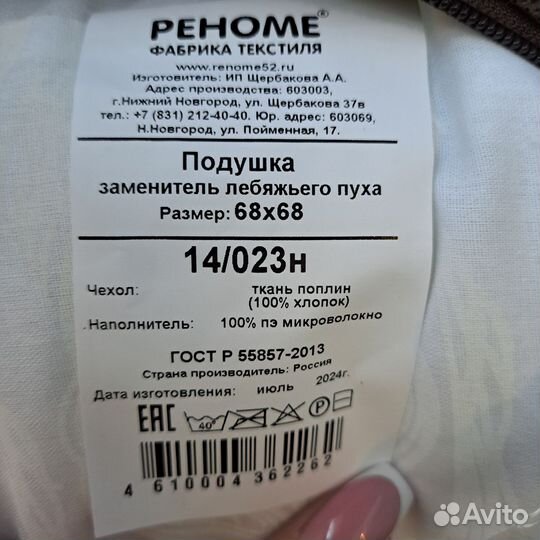 РЕНОМЕ®
ФАБРИКА ТЕКСТИЛЯ
www.renome52.ru
Изготовитель: ИП Щербакова А.А.
Адрес производства: 603003,
г.Нижний Новгород, ул. Щербакова 37в
тел.: +7 (831) 212-40-40. Юр. адрес: 603069,
Н.Новгород, ул. Пойменная, 17.
Подушка
заменитель лебяжьего пуха
Размер: 68х68
14/023н
Чехол: ткань поплин
(100% хлопок)
Наполнитель: 100% пэ микроволокно
ГОСТ Р 55857-2013
Страна производитель: Россия
Дата изготовления: июль 2024г.
EAC 40° P
4 610004 362262
Avito